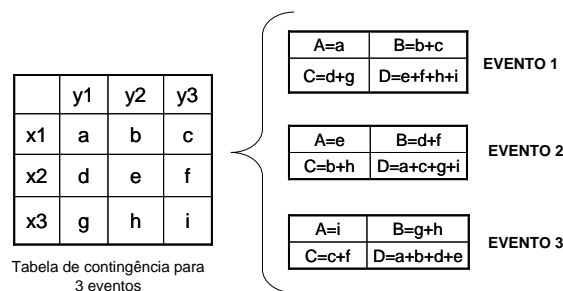 y1 y2 y3
x1 a b c
x2 d e f
x3 g h i
Tabela de contingência para
3 eventos
A=a B=b+c
C=d+g D=e+f+h+i
EVENTO 1
A=e B=d+f
C=b+h D=a+c+g+i
EVENTO 2
A=i B=g+h
C=c+f D=a+b+d+e
EVENTO 3